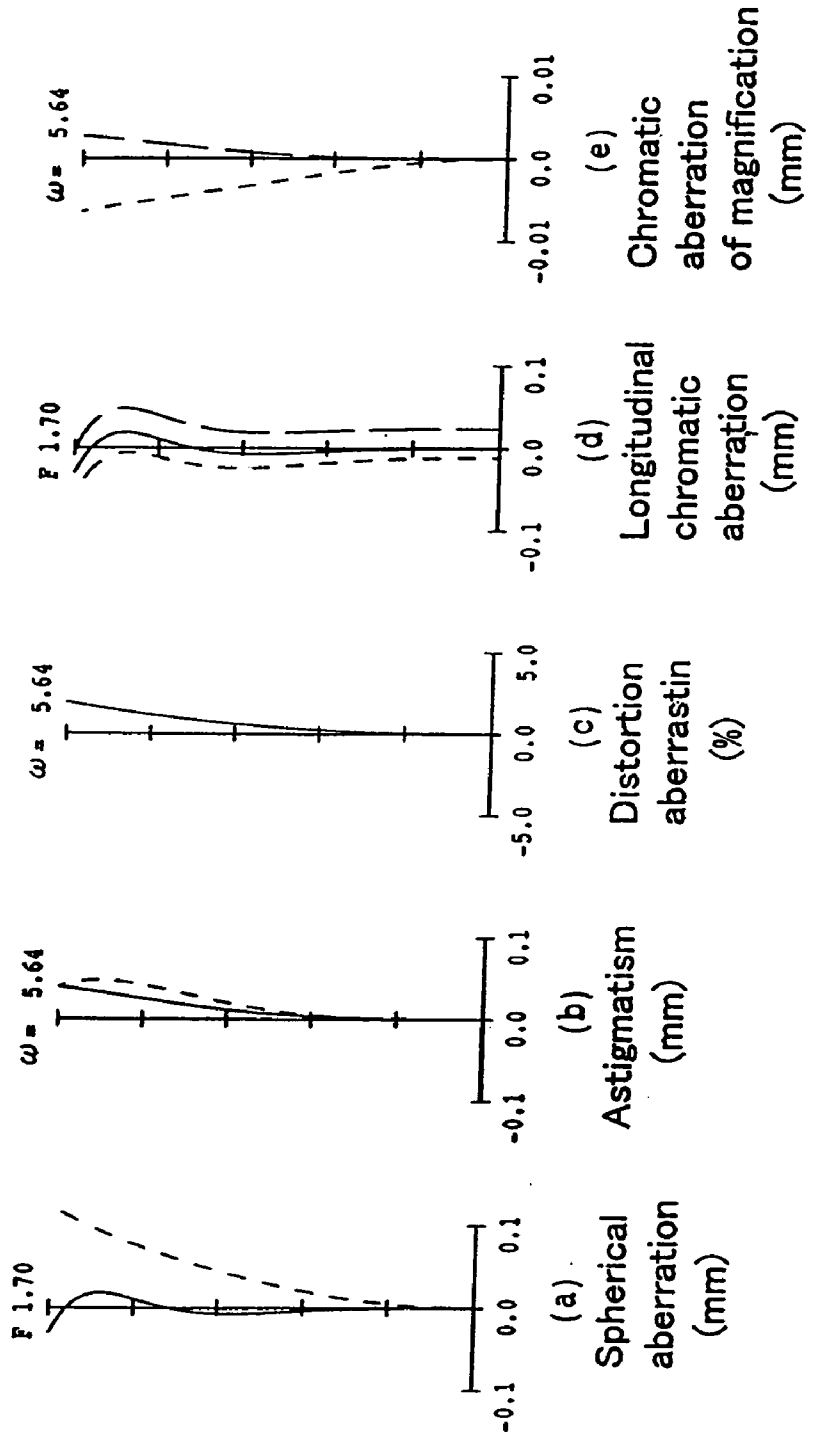 F 1.70
-0.1 0.0 0.1
(a)
Spherical
aberration
(mm)
ω= 5.64
-0.1 0.0 0.1
(b)
Astigmatism
(mm)
ω= 5.64
-5.0 0.0 5.0
(c)
Distortion
aberrastin
(%)
F 1.70
-0.1 0.0 0.1
(d)
Longitudinal
chromatic
aberration
(mm)
ω= 5.64
-0.01 0.0 0.01
(e)
Chromatic
aberration
of magnification
(mm)